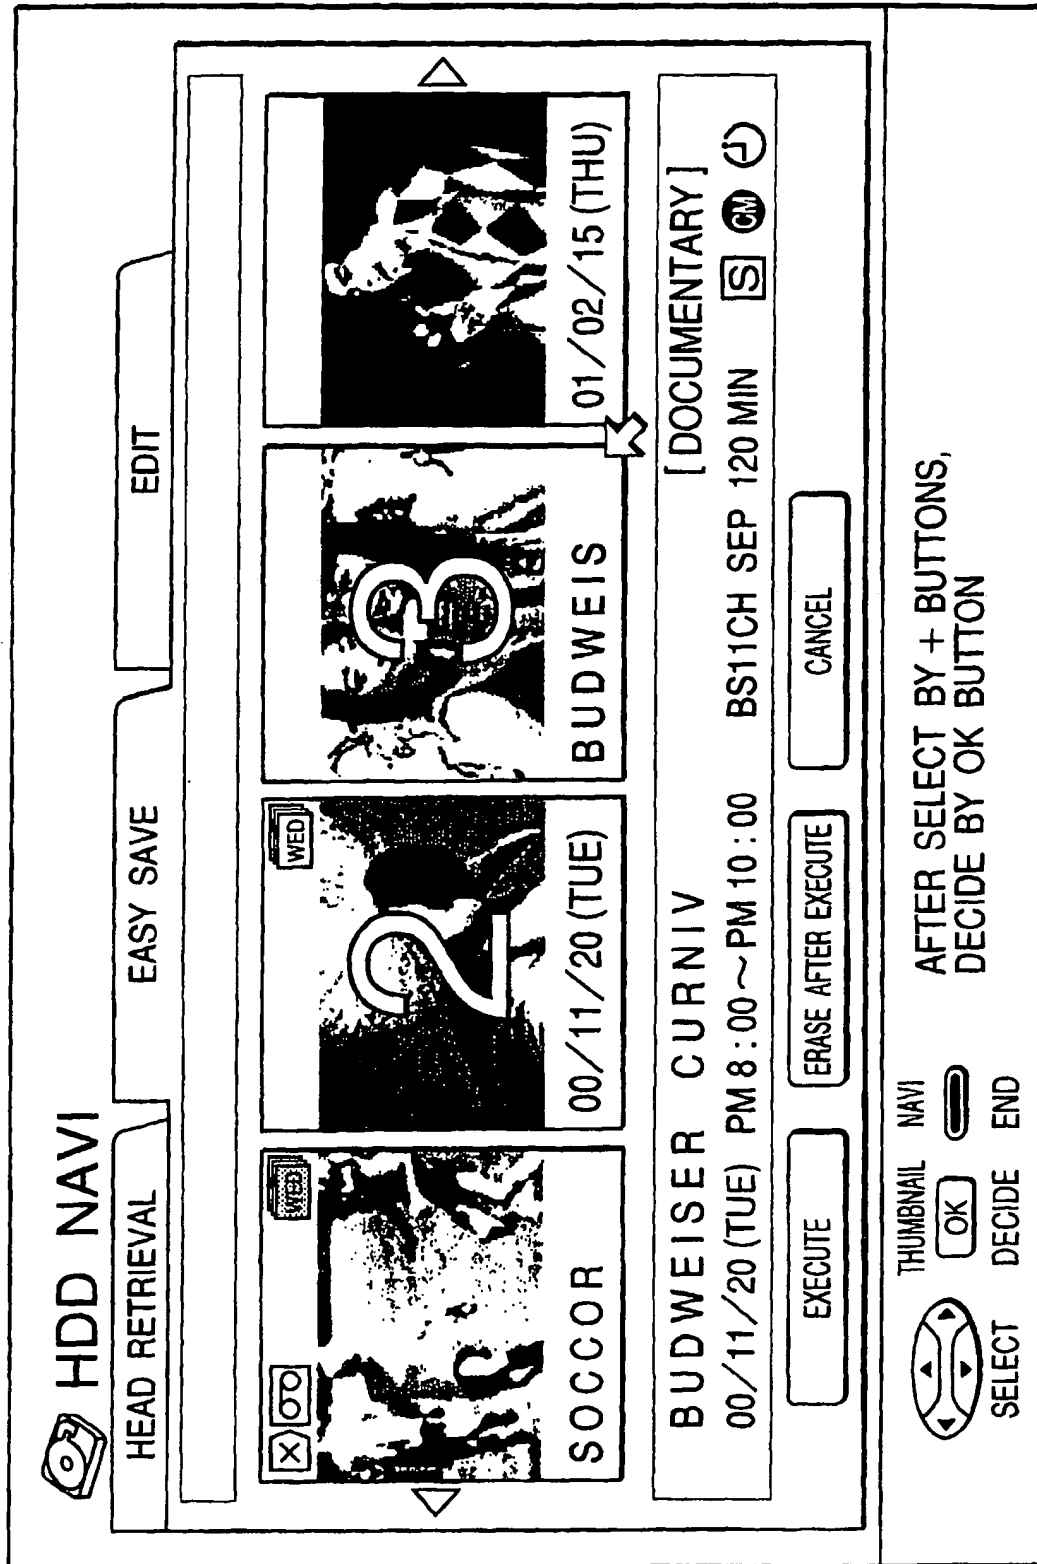 HDD NAVI
HEAD RETRIEVAL
EASY SAVE
EDIT
WED
WED
2
3
SOCCOR
00/11/20 (TUE)
BUDWEIS
01/02/15 (THU)
BUDWEISER CURNIV
[DOCUMENTARY]
00/11/20 (TUE) PM 8:00~PM 10:00 BS11CH SEP 120 MIN S CM
EXECUTE
ERASE AFTER EXECUTE
CANCEL
THUMBNAIL NAVI
OK
SELECT DECIDE END
AFTER SELECT BY + BUTTONS,
DECIDE BY OK BUTTON